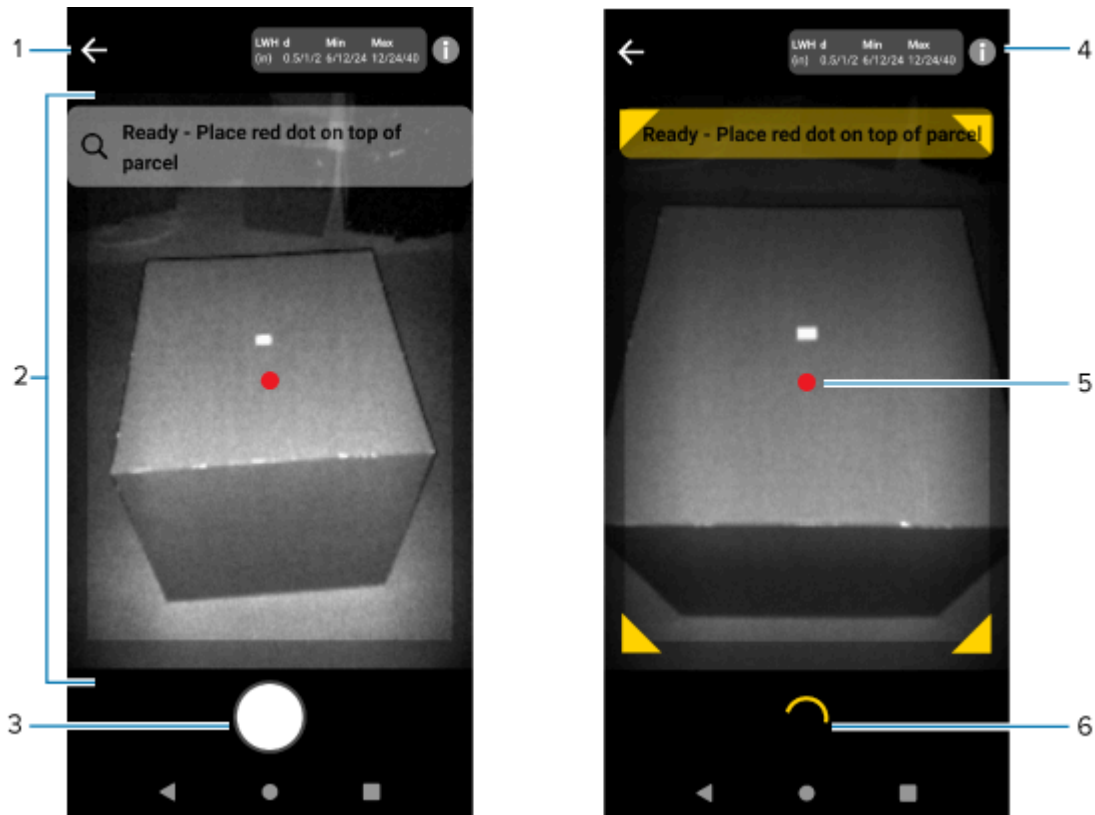 1
LWH d Min Max
(in) 0.5/1/2 6/12/24 12/24/40
i
Ready - Place red dot on top of
parcel
2
3
LWH d Min Max
(in) 0.5/1/2 6/12/24 12/24/40
i
4
Ready - Place red dot on top of parcel
5
6